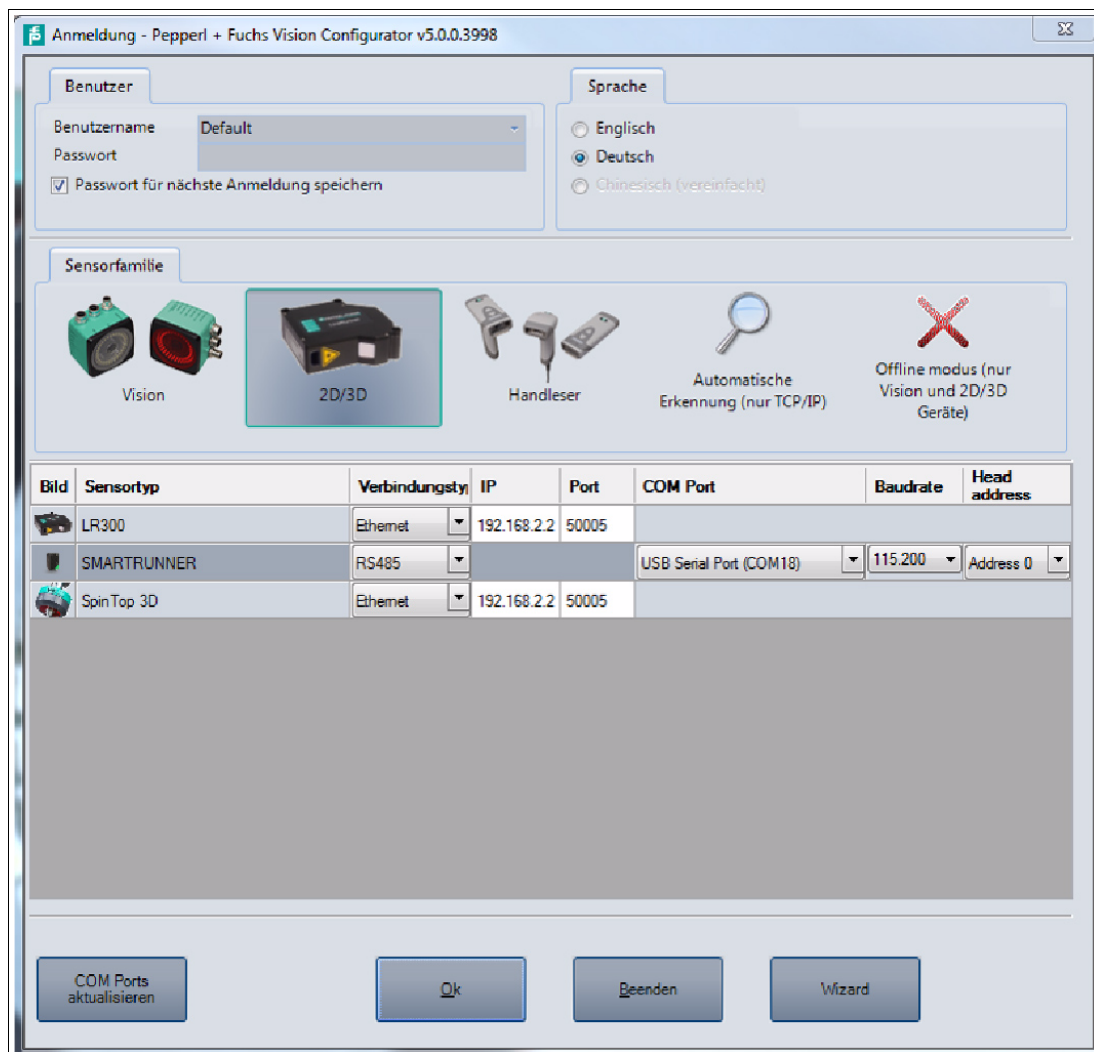 Anmeldung - Pepperl + Fuchs Vision Configurator v5.0.0.3998
Benutzer
Benutzername Default
Passwort
Passwort für nächste Anmeldung speichern
Sprache
Englisch
Deutsch
Chinesisch (vereinfacht)
Sensorfamilie
Vision
2D/3D
Handleser
Automatische
Erkennung (nur TCP/IP)
Offline modus (nur
Vision und 2D/3D
Geräte)
Bild Sensortyp Verbindungsty IP Port COM Port Baudrate Head
address
LR300 Ethernet 192.168.2.2 50005
SMARTRUNNER RS485 USB Serial Port (COM18) 115.200 Address 0
SpinTop 3D Ethernet 192.168.2.2 50005
COM Ports
aktualisieren
Ok
Beenden
Wizard